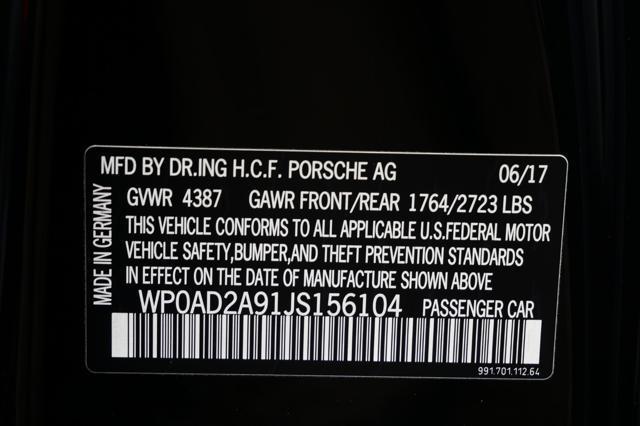 MFD BY DR.ING H.C.F. PORSCHE AG 06/17
GVWR 4387 GAWR FRONT/REAR 1764/2723 LBS
THIS VEHICLE CONFORMS TO ALL APPLICABLE U.S.FEDERAL MOTOR
VEHICLE SAFETY,BUMPER,AND THEFT PREVENTION STANDARDS
IN EFFECT ON THE DATE OF MANUFACTURE SHOWN ABOVE
WP0AD2A91JS156104 PASSENGER CAR
991.701.112.64
MADE IN GERMANY